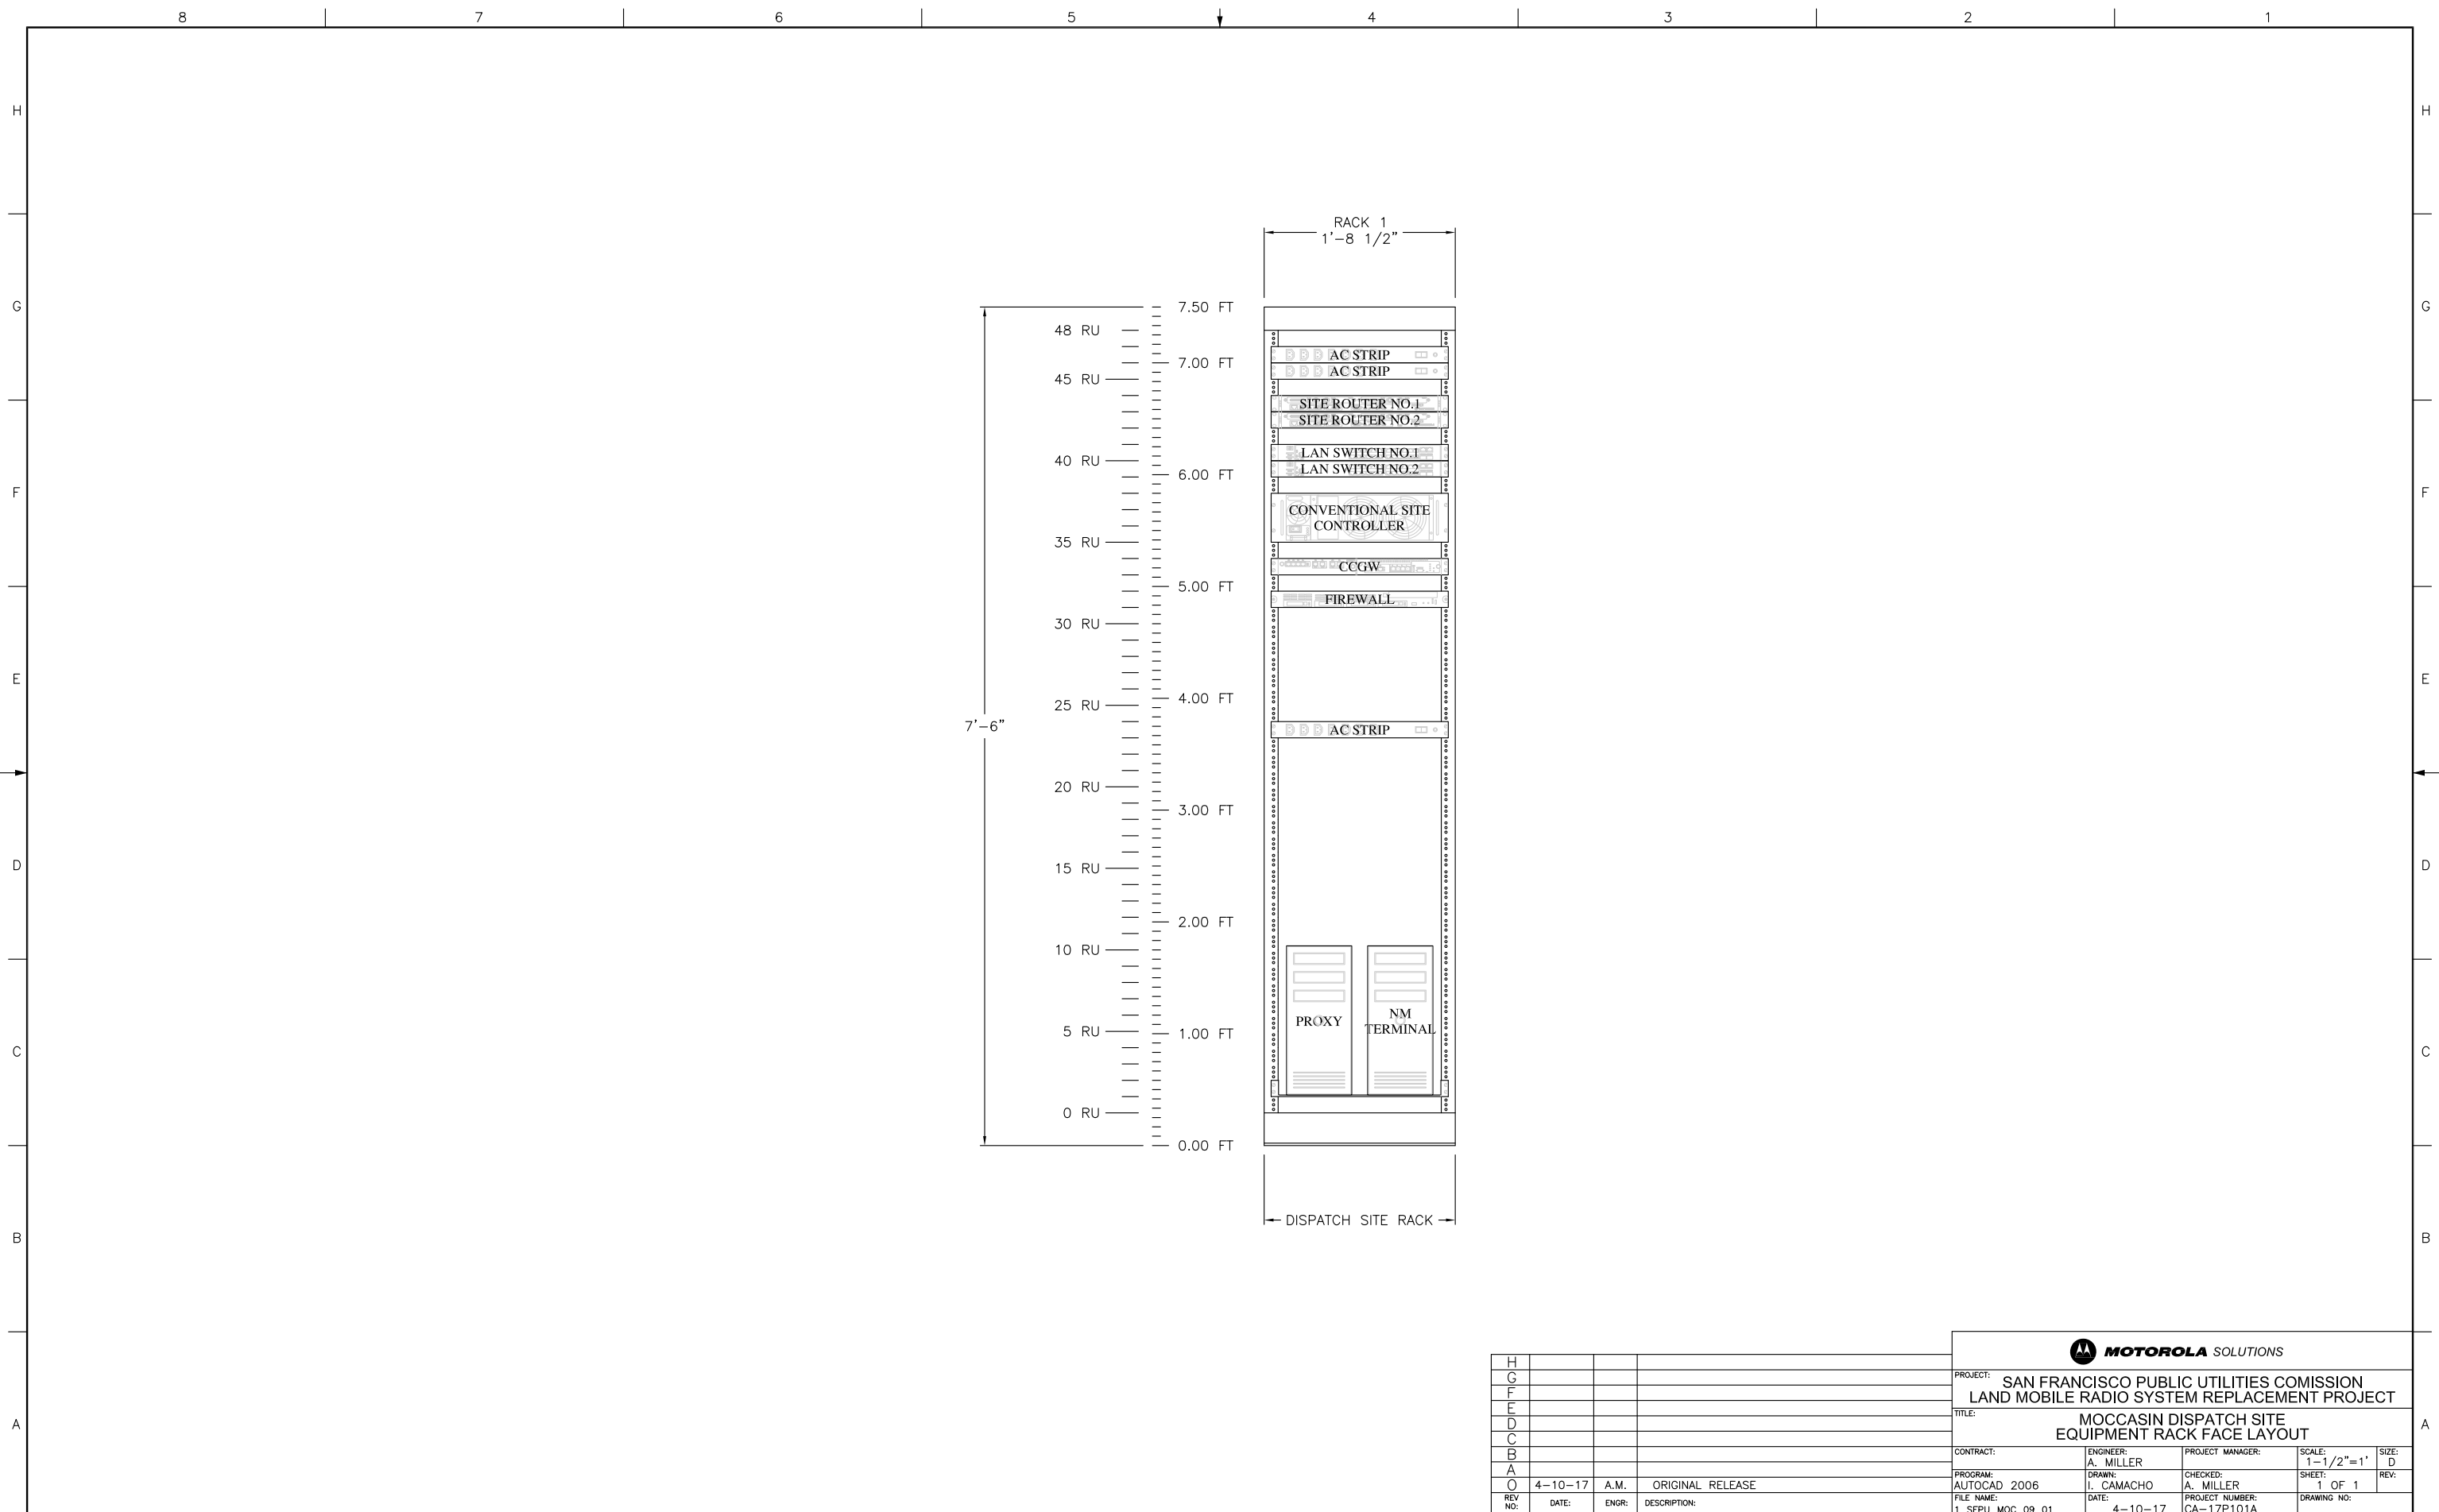 8 7 6 5 4 3 2 1
H H
G G
F F
E E
D D
C C
B B
A A
RACK 1
1'-8 1/2"
7'-6"
48 RU
45 RU
40 RU
35 RU
30 RU
25 RU
20 RU
15 RU
10 RU
5 RU
0 RU
7.50 FT
7.00 FT
6.00 FT
5.00 FT
4.00 FT
3.00 FT
2.00 FT
1.00 FT
0.00 FT
AC STRIP
AC STRIP
SITE ROUTER NO.1
SITE ROUTER NO.2
LAN SWITCH NO.1
LAN SWITCH NO.2
CONVENTIONAL SITE
CONTROLLER
CCGW
FIREWALL
AC STRIP
PROXY
NM
TERMINAL
DISPATCH SITE RACK
H
G
F
E
D
C
B
A
O 4-10-17 A.M. ORIGINAL RELEASE
REV NO: DATE: ENGR: DESCRIPTION:
MOTOROLA SOLUTIONS
PROJECT: SAN FRANCISCO PUBLIC UTILITIES COMISSION
LAND MOBILE RADIO SYSTEM REPLACEMENT PROJECT
TITLE: MOCCASIN DISPATCH SITE
EQUIPMENT RACK FACE LAYOUT
CONTRACT: ENGINEER: PROJECT MANAGER: SCALE: SIZE:
A. MILLER 1-1/2"=1' D
PROGRAM: DRAWN: CHECKED: SHEET: REV:
AUTOCAD 2006 I. CAMACHO A. MILLER 1 OF 1
FILE NAME: DATE: PROJECT NUMBER: DRAWING NO:
4-10-17 CA-17P101A